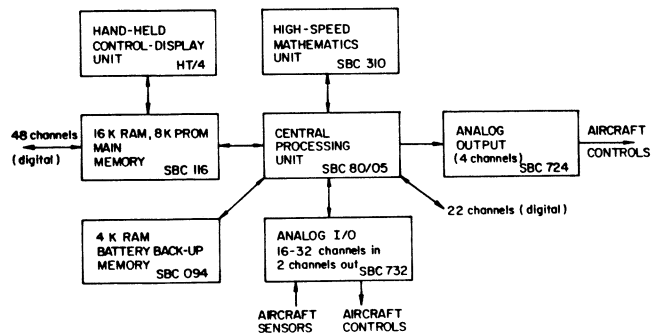 HAND-HELD
CONTROL-DISPLAY
UNIT
HT/4
HIGH-SPEED
MATHEMATICS
UNIT
SBC 310
48 channels
(digital)
16 K RAM, 8K PROM
MAIN
MEMORY
SBC 116
CENTRAL
PROCESSING
UNIT
SBC 80/05
ANALOG
OUTPUT
(4 channels)
SBC 724
AIRCRAFT
CONTROLS
22 channels (digital)
4 K RAM
BATTERY BACK-UP
MEMORY
SBC 094
ANALOG I/O
16-32 channels in
2 channels out
SBC 732
AIRCRAFT
SENSORS
AIRCRAFT
CONTROLS